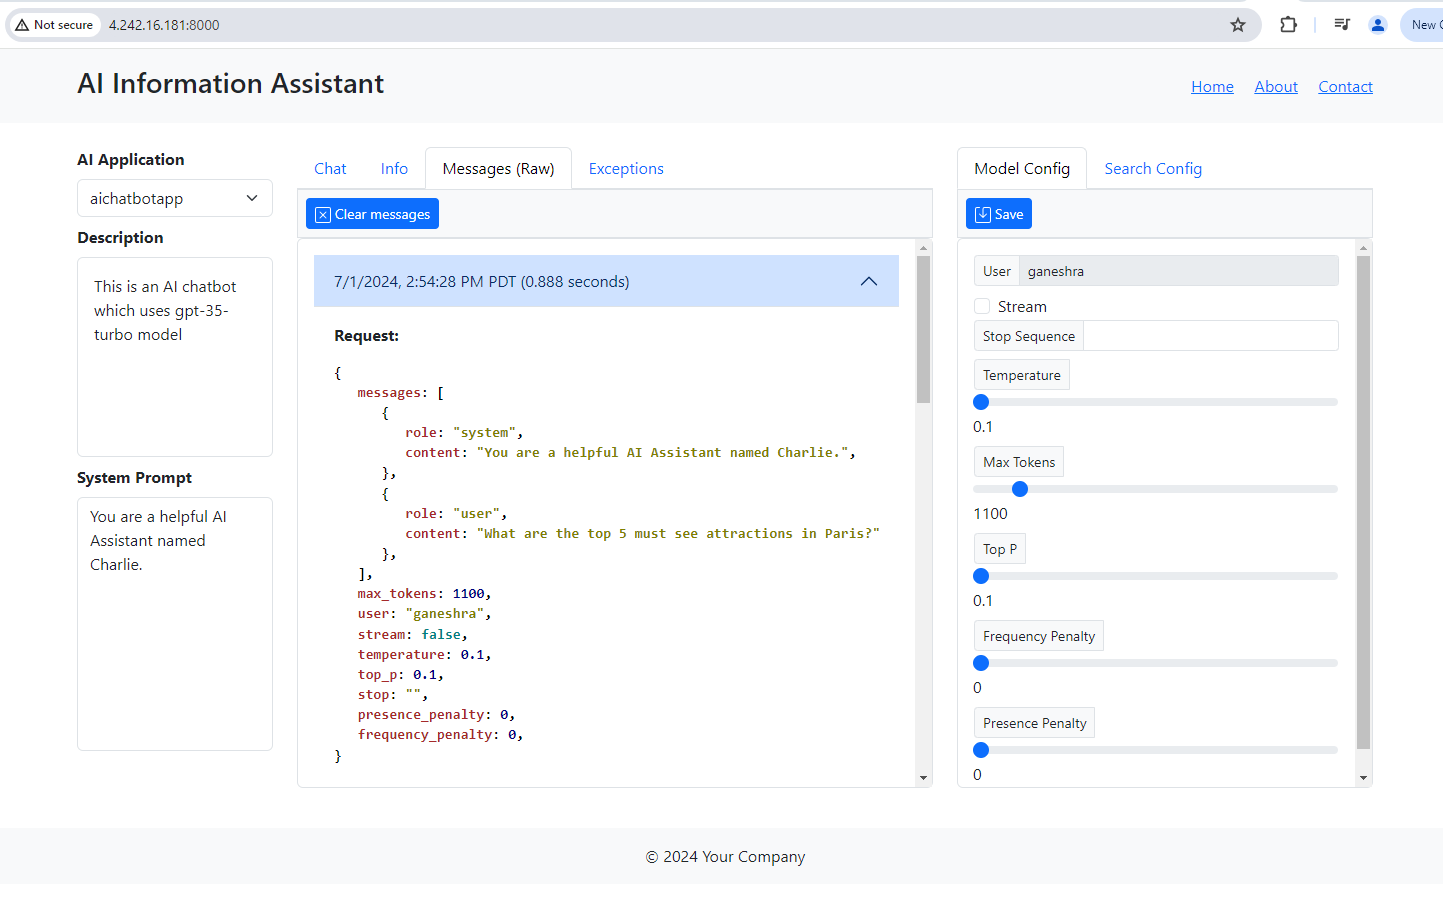 Not secure
4.242.16.181:8000
AI Information Assistant
Home
About
Contact
AI Application
aichatbotapp
Description
This is an AI chatbot
which uses gpt-35-
turbo model
System Prompt
You are a helpful AI
Assistant named
Charlie.
Chat
Info
Messages (Raw)
Exceptions
Clear messages
7/1/2024, 2:54:28 PM PDT (0.888 seconds)
Request:
{
messages: [
{
role: "system",
content: "You are a helpful AI Assistant named Charlie.",
},
{
role: "user",
content: "What are the top 5 must see attractions in Paris?"
},
],
max_tokens: 1100,
user: "ganeshra",
stream: false,
temperature: 0.1,
top_p: 0.1,
stop: "",
presence_penalty: 0,
frequency_penalty: 0,
}
Model Config
Search Config
Save
User
ganeshra
Stream
Stop Sequence
Temperature
0.1
Max Tokens
1100
Top P
0.1
Frequency Penalty
0
Presence Penalty
0
© 2024 Your Company